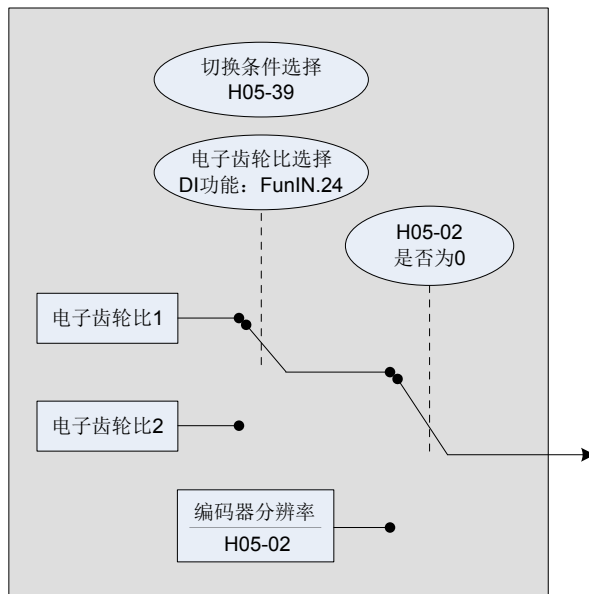 切换条件选择
H05-39
电子齿轮比选择
DI功能：FunIN.24
H05-02
是否为0
电子齿轮比1
电子齿轮比2
编码器分辨率
H05-02